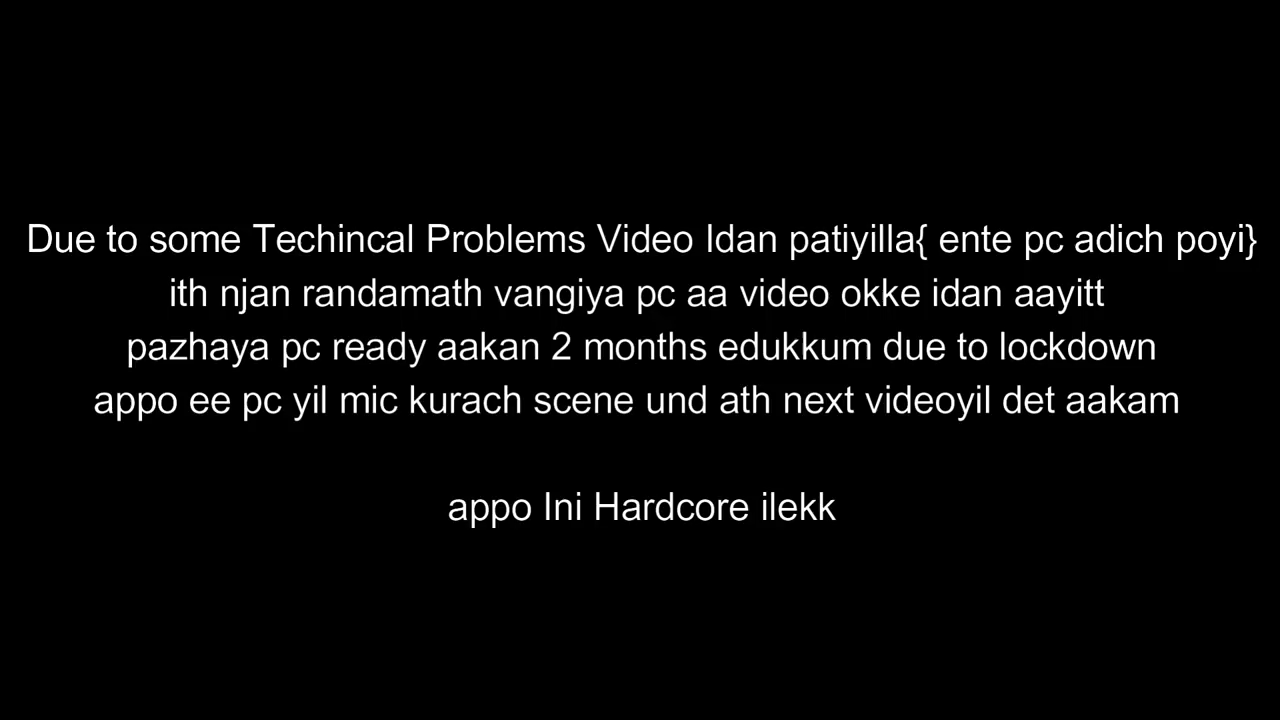 Due to some Techincal Problems Video Idan patiyilla{ ente pc adich poyi}
ith njan randamath vangiya pc aa video okke idan aayitt
pazhaya pc ready aakan 2 months edukkum due to lockdown
appo ee pc yil mic kurach scene und ath next videoyil det aakam
appo Ini Hardcore ilekk